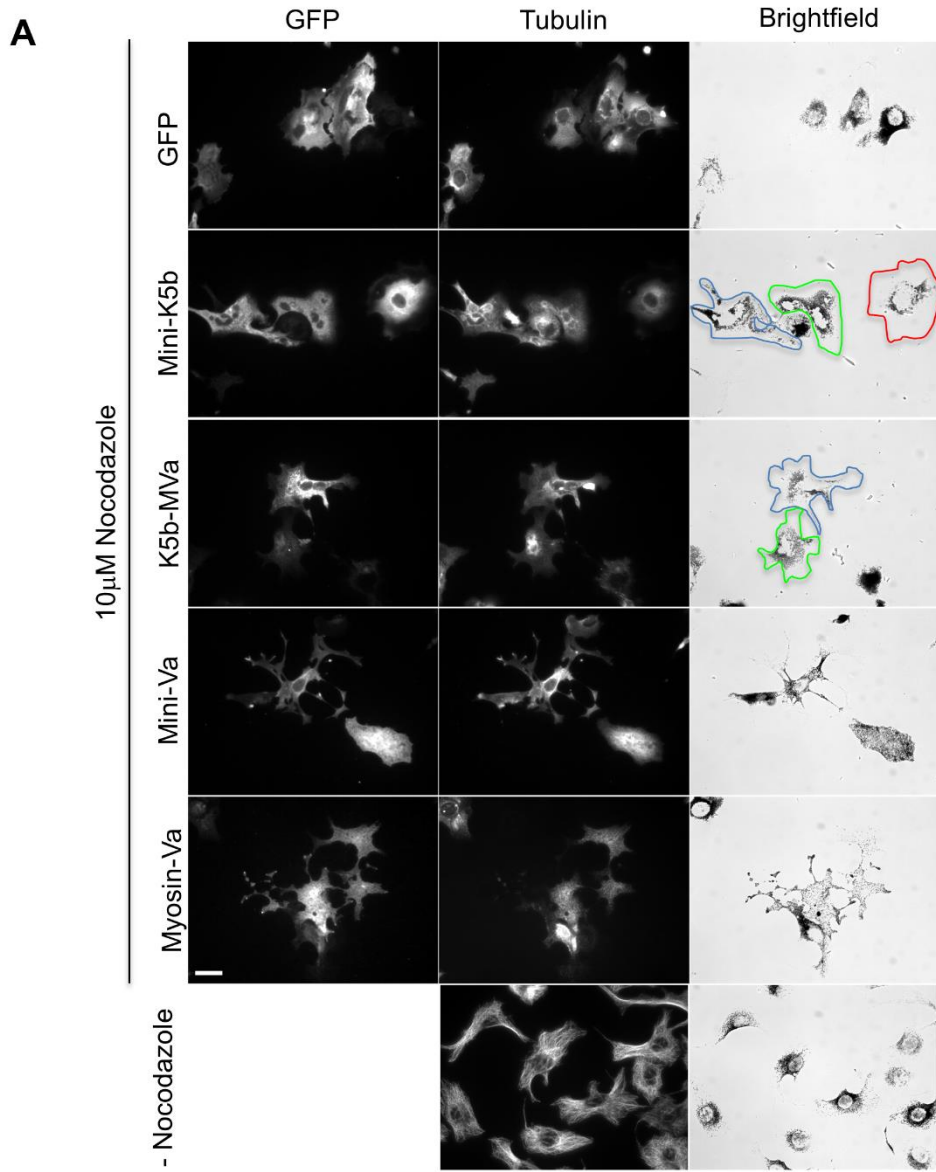 A
GFP Tubulin Brightfield
10μM Nocodazole
GFP
Mini-K5b
K5b-MVa
Mini-Va
Myosin-Va
- Nocodazole